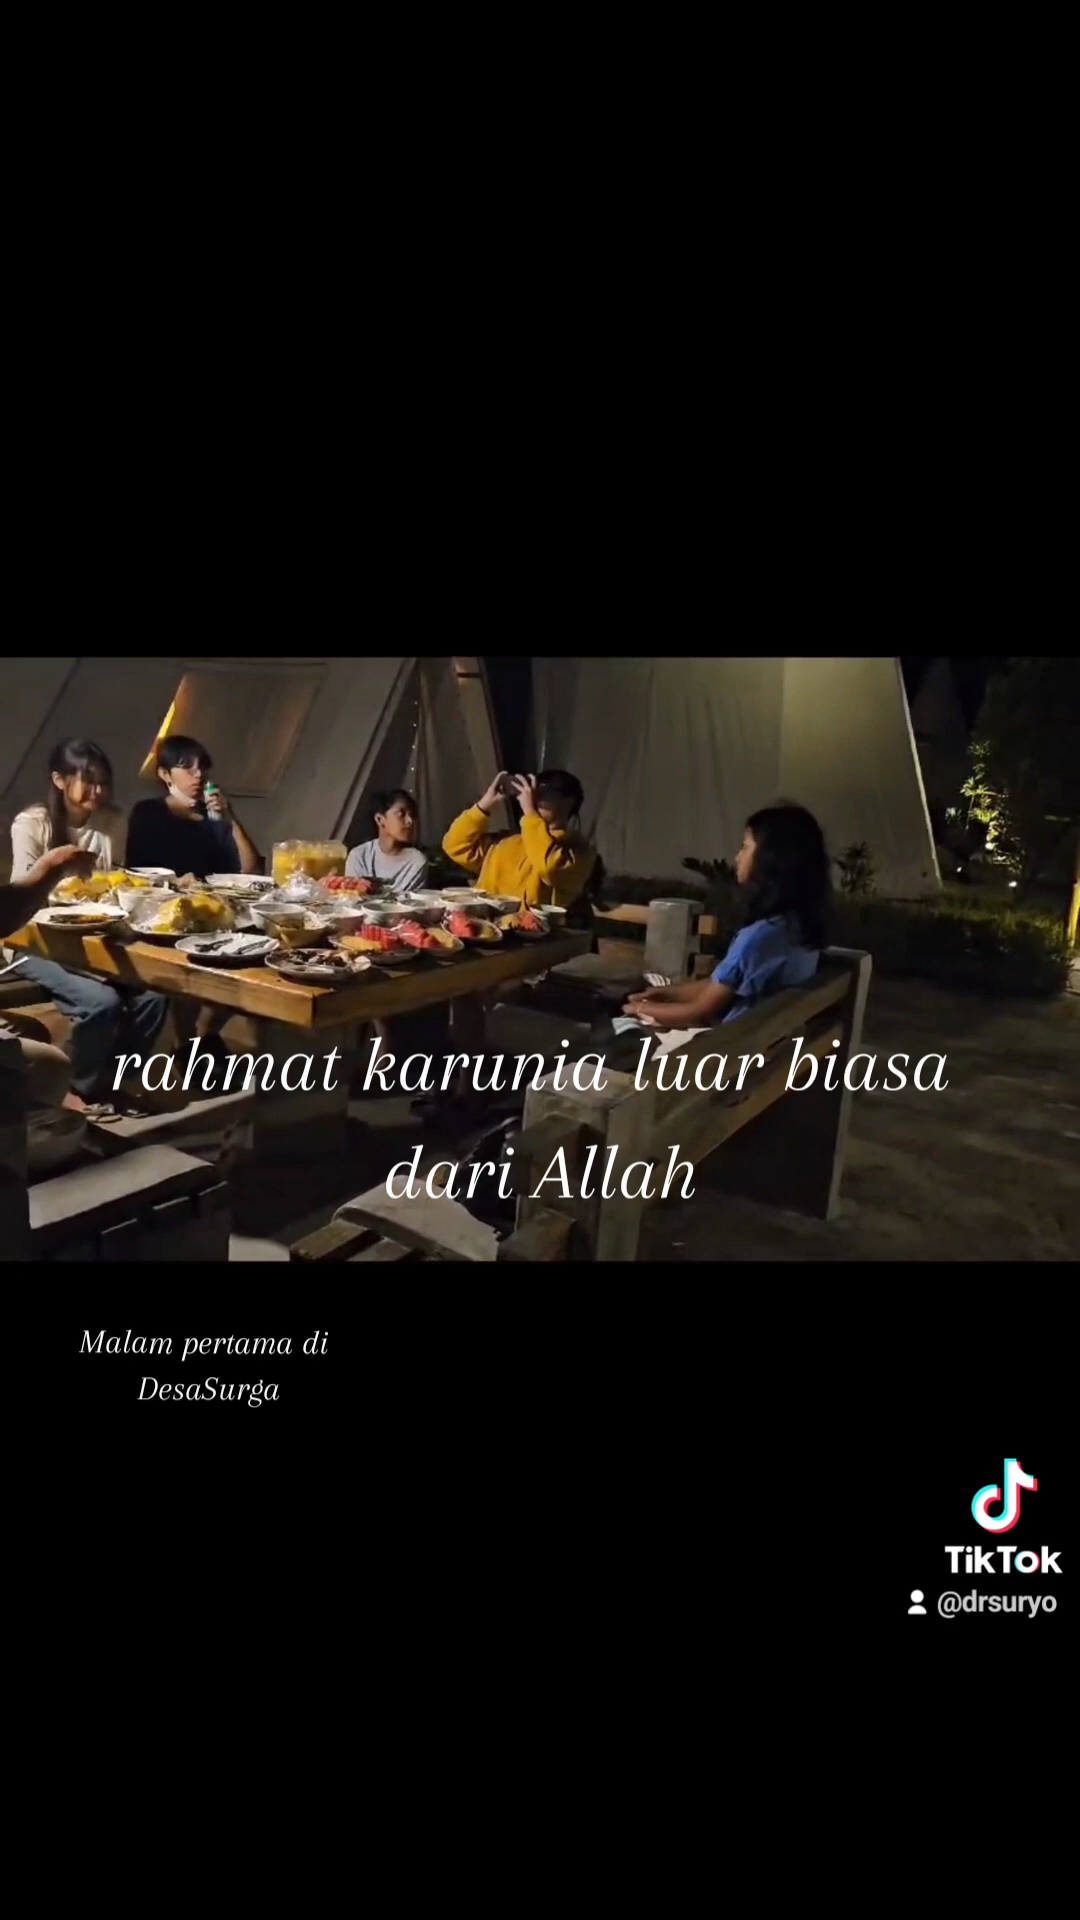 rahmat karunia luar biasa
dari Allah
Malam pertama di
DesaSurga
TikTok
@drsuryo